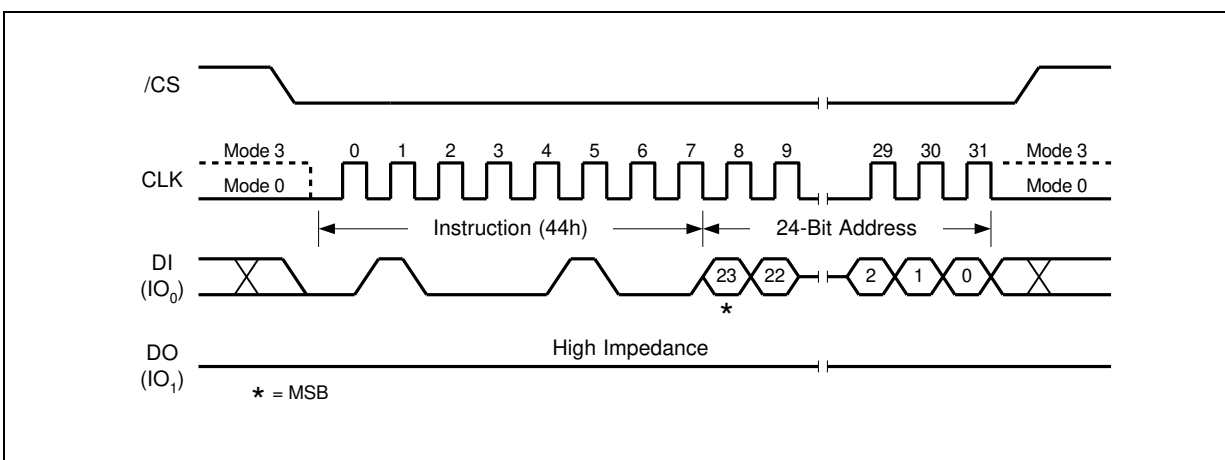 /CS
Mode 3 0 1 2 3 4 5 6 7 8 9 29 30 31 Mode 3
CLK Mode 0 Mode 0
Instruction (44h) 24-Bit Address
DI
(IO0) 23 22 2 1 0
*
High Impedance
DO
(IO1)
* = MSB